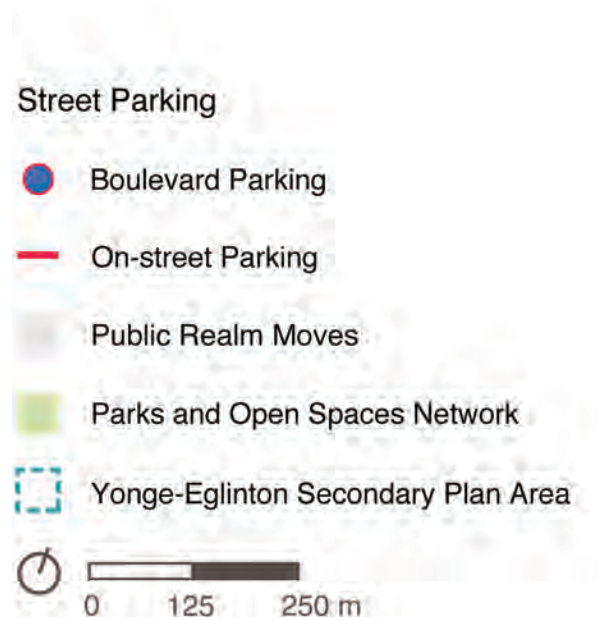 Street Parking
Boulevard Parking
On-street Parking
Public Realm Moves
Parks and Open Spaces Network
Yonge-Eglinton Secondary Plan Area
0 125 250 m